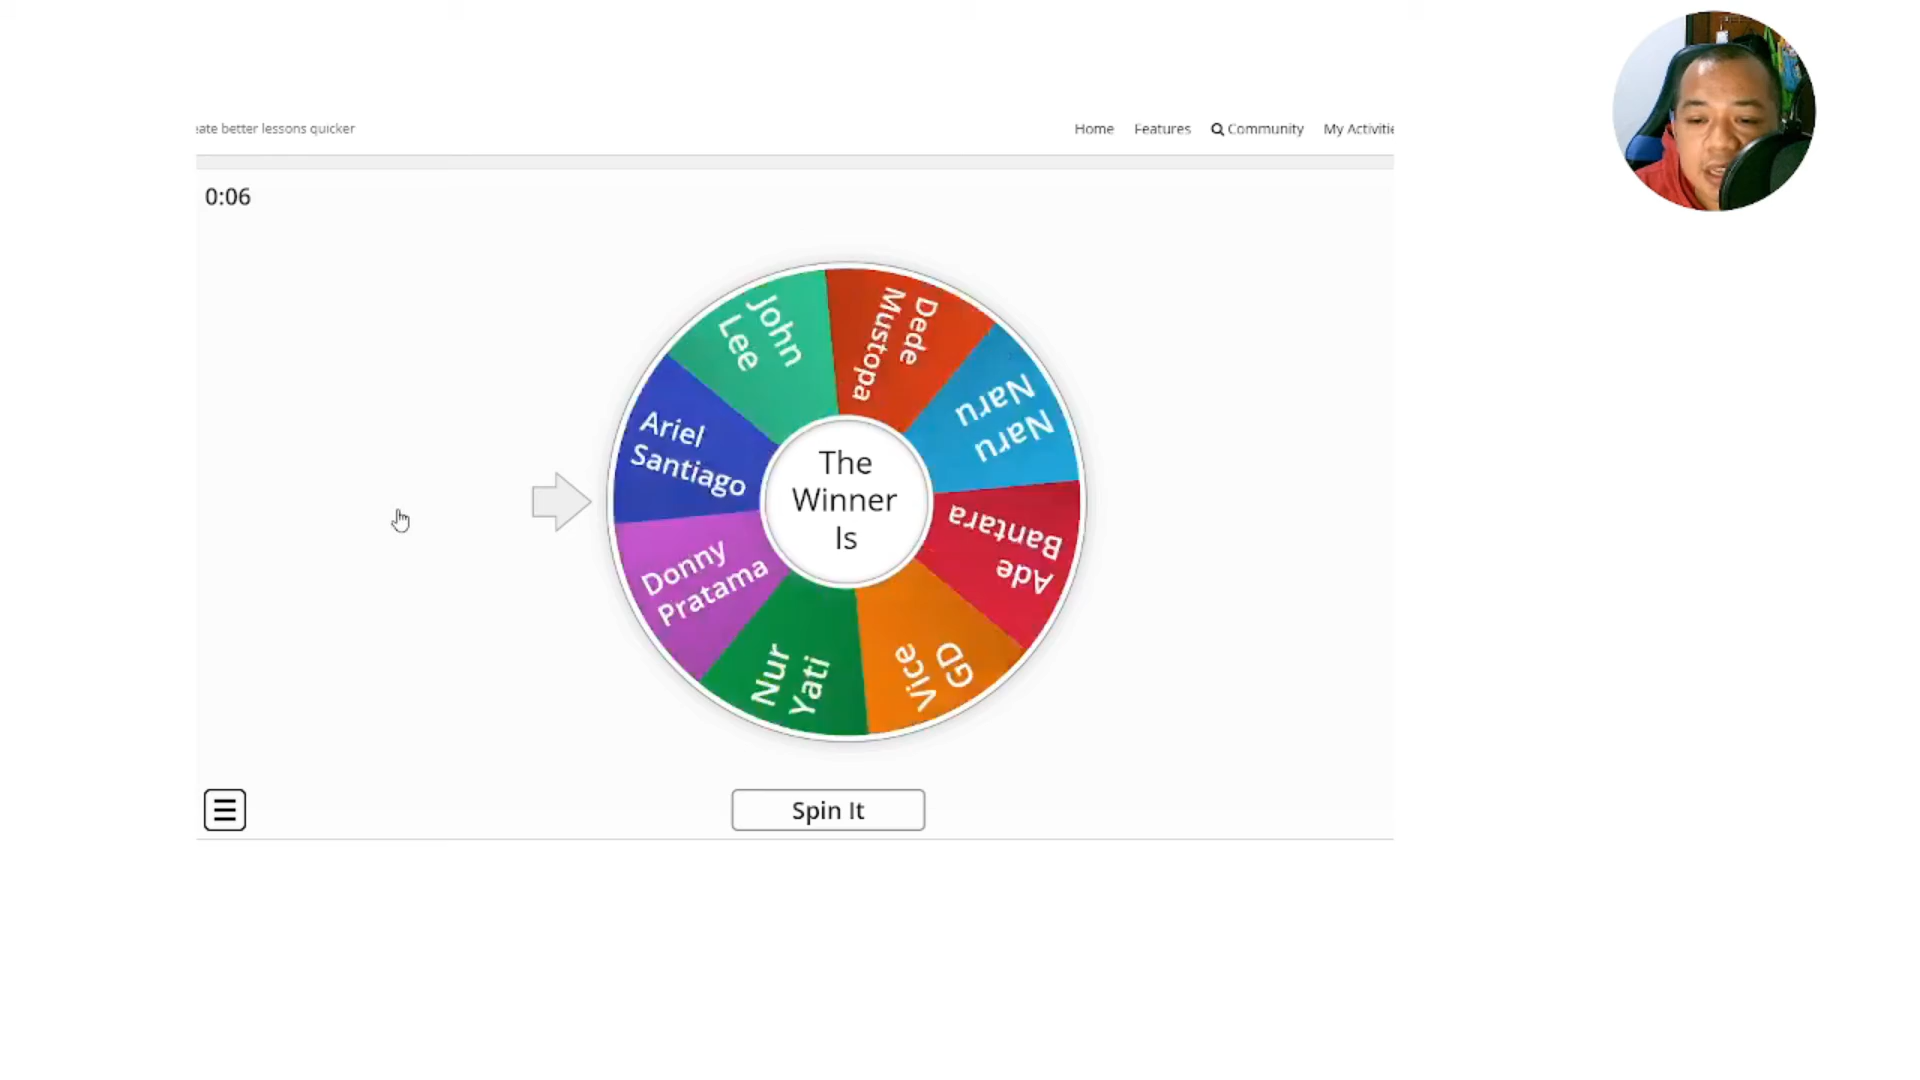 eate better lessons quicker
Home Features Community My Activitie
0:06
John
Lee
Dede
Mustopa
Naru
Naru
Ariel
Santiago
The
Winner
Is
Ade
Bantara
Donny
Pratama
Nur
Yati
GD
Vice
Spin It